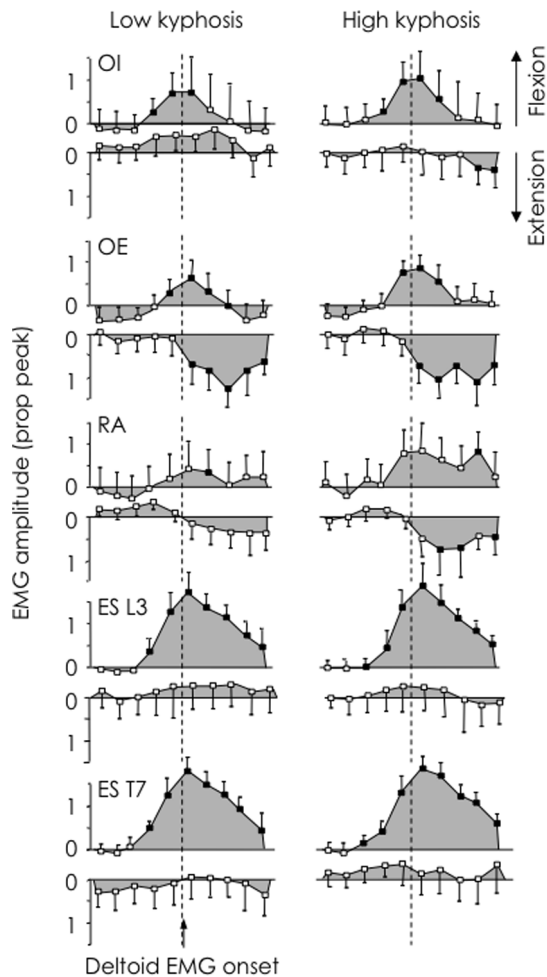 Low kyphosis
High kyphosis
EMG amplitude (prop peak)
Flexion
Extension
OI
1
0
0
1
OE
1
0
0
1
RA
1
0
0
1
ES L3
1
0
0
1
ES T7
1
0
0
1
Deltoid EMG onset